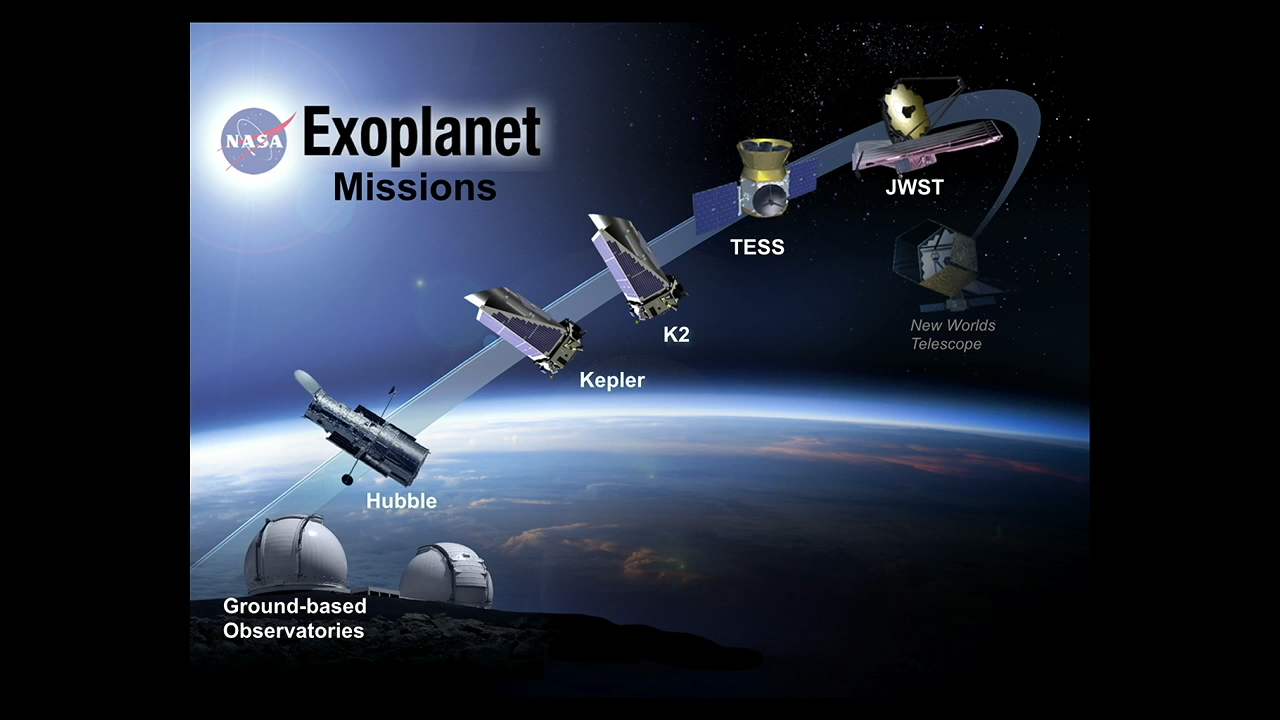 NASA
Exoplanet
Missions
JWST
TESS
New Worlds
Telescope
K2
Kepler
Hubble
Ground-based
Observatories